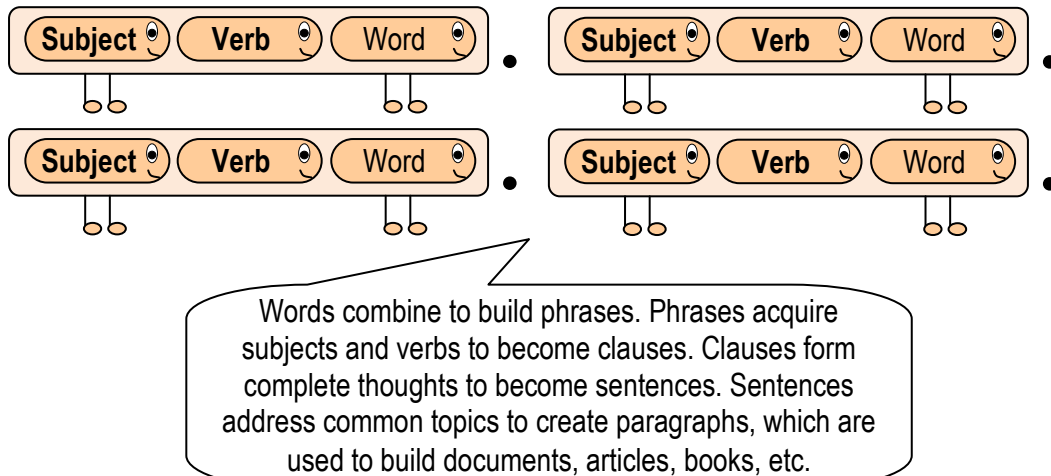 Subject Verb Word . Subject Verb Word .
Subject Verb Word . Subject Verb Word .
Words combine to build phrases. Phrases acquire
subjects and verbs to become clauses. Clauses form
complete thoughts to become sentences. Sentences
address common topics to create paragraphs, which are
used to build documents, articles, books, etc.